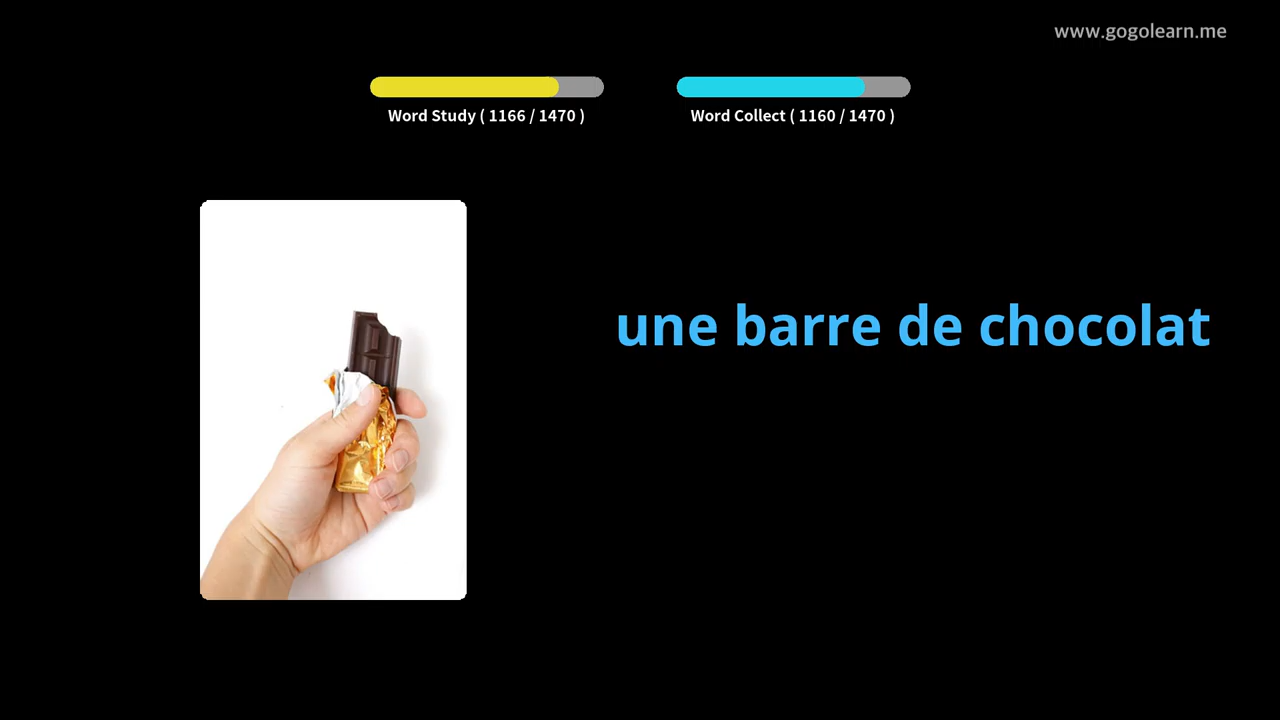 www.gogolearn.me
Word Study ( 1166 / 1470 )
Word Collect ( 1160 / 1470 )
une barre de chocolat